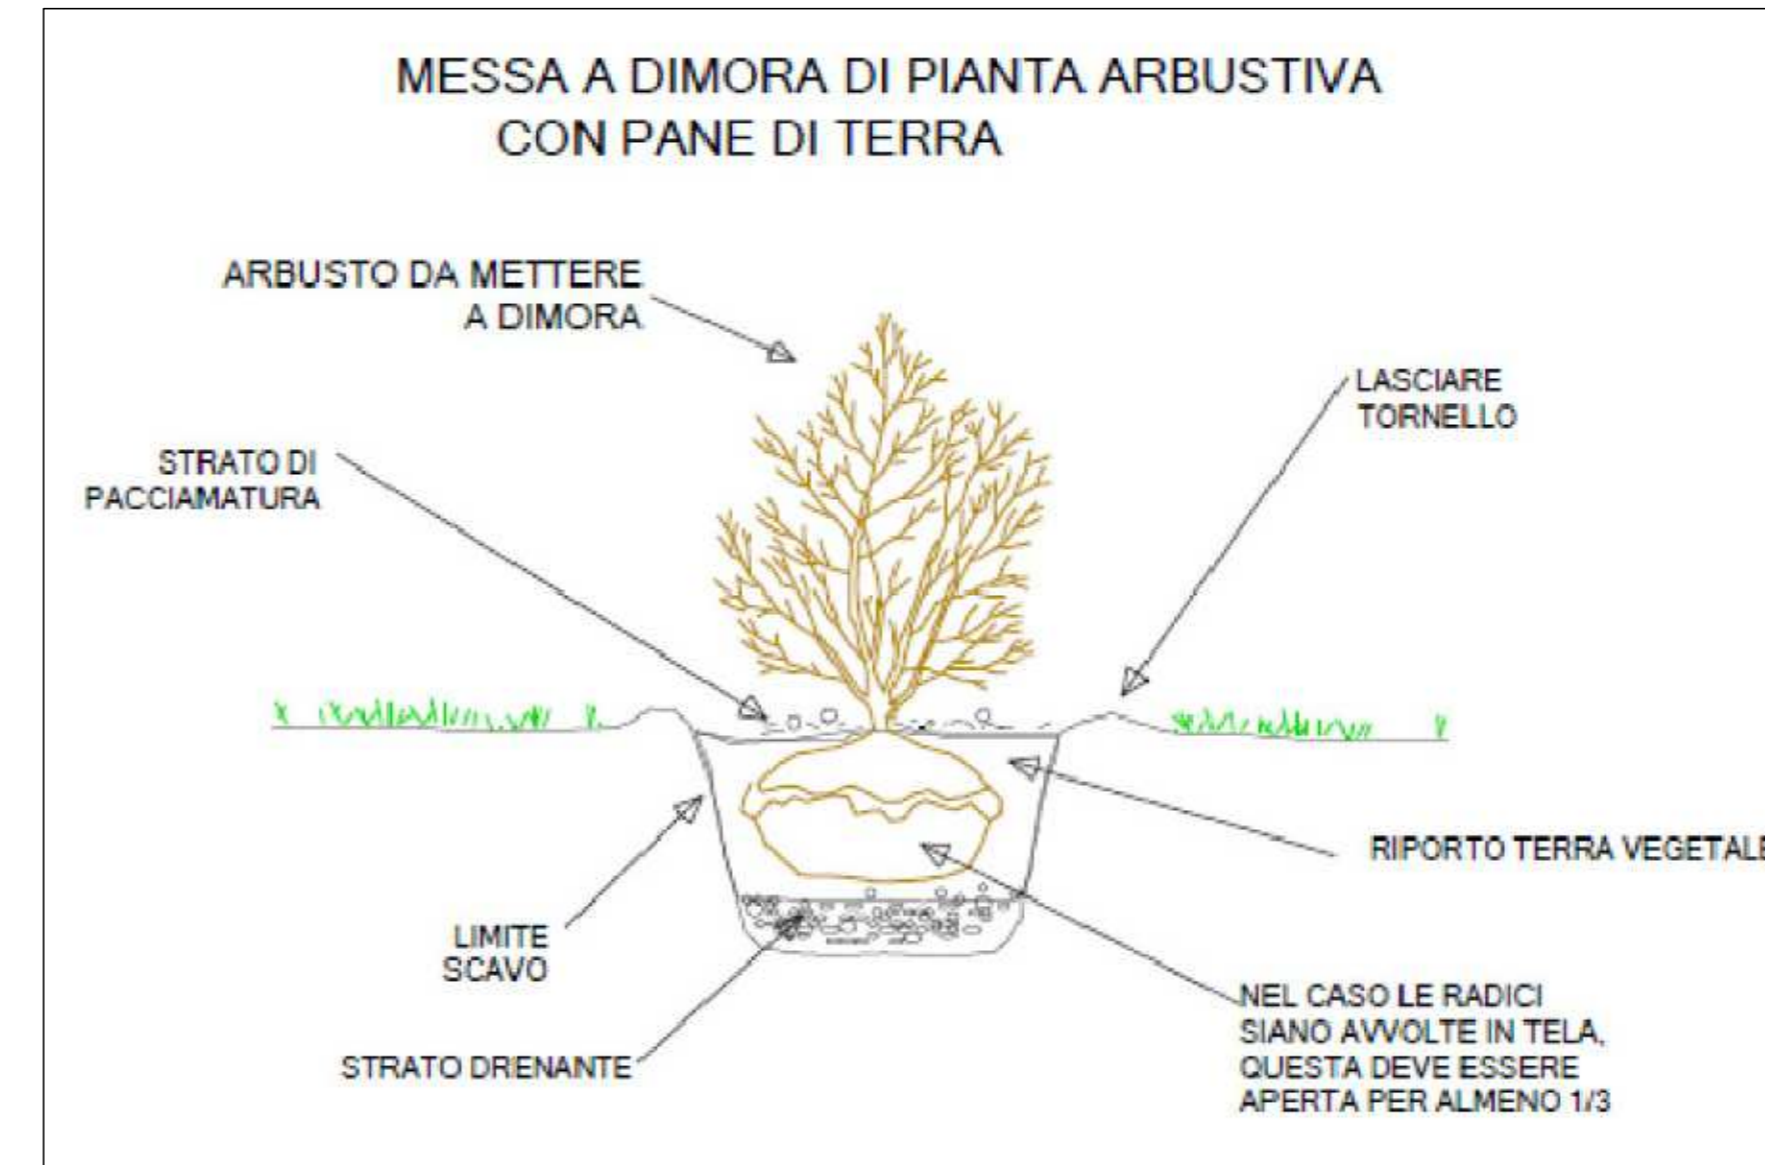 MESSA A DIMORA DI PIANTA ARBUSTIVA
CON PANE DI TERRA
ARBUSTO DA METTERE
A DIMORA
LASCIARE
TORNELLO
STRATO DI
PACCIAMATURA
RIPORTO TERRA VEGETALE
LIMITE
SCAVO
NEL CASO LE RADICI
SIANO AVVOLTE IN TELA,
QUESTA DEVE ESSERE
APERTA PER ALMENO 1/3
STRATO DRENANTE